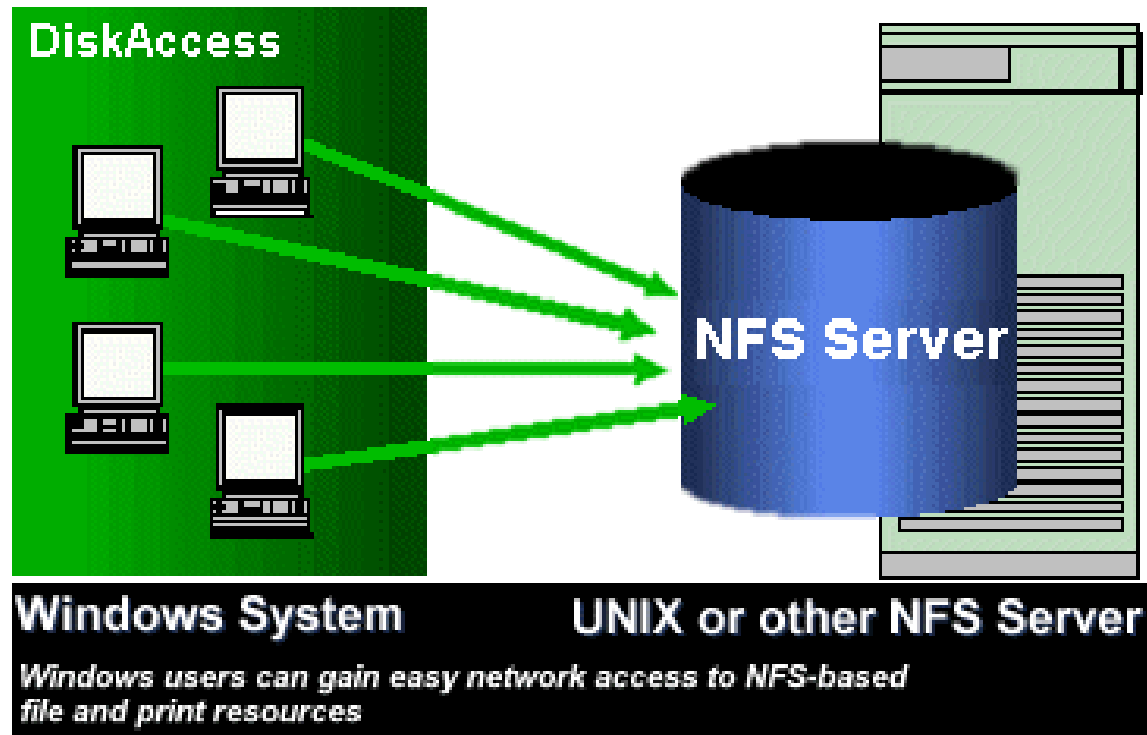 DiskAccess
NFS Server
Windows System
UNIX or other NFS Server
Windows users can gain easy network access to NFS-based
file and print resources